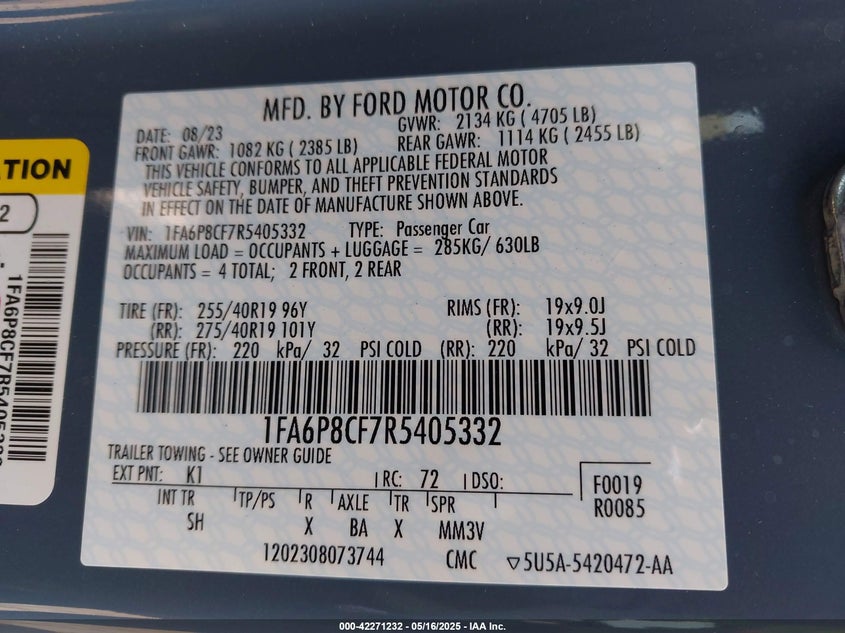 MFD. BY FORD MOTOR CO.
DATE: 08/23 GVWR: 2134 KG ( 4705 LB)
FRONT GAWR: 1082 KG ( 2385 LB) REAR GAWR: 1114 KG ( 2455 LB)
THIS VEHICLE CONFORMS TO ALL APPLICABLE FEDERAL MOTOR
VEHICLE SAFETY, BUMPER, AND THEFT PREVENTION STANDARDS
IN EFFECT ON THE DATE OF MANUFACTURE SHOWN ABOVE.
VIN: 1FA6P8CF7R5405332 TYPE: Passenger Car
MAXIMUM LOAD = OCCUPANTS + LUGGAGE = 285KG/ 630LB
OCCUPANTS = 4 TOTAL; 2 FRONT, 2 REAR
TIRE (FR): 255/40R19 96Y RIMS (FR): 19x9.0J
(RR): 275/40R19 101Y (RR): 19x9.5J
PRESSURE (FR): 220 kPa/ 32 PSI COLD (RR): 220 kPa/ 32 PSI COLD
1FA6P8CF7R5405332
TRAILER TOWING - SEE OWNER GUIDE
EXT PNT: K1 RC: 72 DSO:
F0019
R0085
INT TR TP/PS R AXLE TR SPR
SH X BA X MM3V
1202308073744 CMC ▽5U5A-5420472-AA
TION
2
1FA6P8CF7R5405332
000-42271232 - 05/16/2025 - IAA Inc.